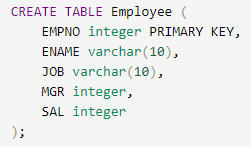 CREATE TABLE Employee (
    EMPNO integer PRIMARY KEY,
    ENAME varchar(10),
    JOB varchar(10),
    MGR integer,
    SAL integer
);